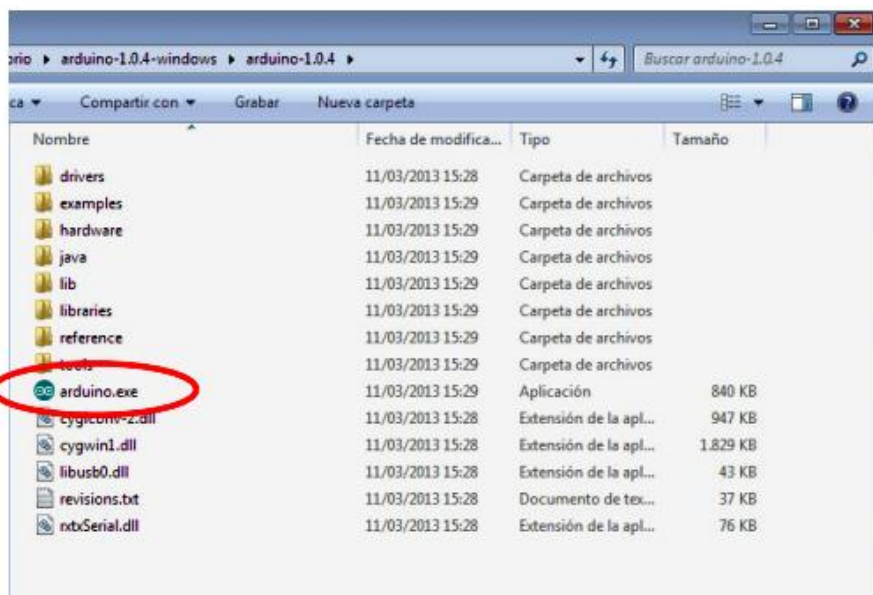 orio ▸ arduino-1.0.4-windows ▸ arduino-1.0.4 ▸ Buscar arduino-1.0.4
ca Compartir con Grabar Nueva carpeta
Nombre Fecha de modifica... Tipo Tamaño
drivers 11/03/2013 15:28 Carpeta de archivos
examples 11/03/2013 15:29 Carpeta de archivos
hardware 11/03/2013 15:29 Carpeta de archivos
java 11/03/2013 15:29 Carpeta de archivos
lib 11/03/2013 15:29 Carpeta de archivos
libraries 11/03/2013 15:29 Carpeta de archivos
reference 11/03/2013 15:29 Carpeta de archivos
tools 11/03/2013 15:29 Carpeta de archivos
arduino.exe 11/03/2013 15:29 Aplicación 840 KB
cygiconv-2.dll 11/03/2013 15:28 Extensión de la apl... 947 KB
cygwin1.dll 11/03/2013 15:28 Extensión de la apl... 1.829 KB
libusb0.dll 11/03/2013 15:28 Extensión de la apl... 43 KB
revisions.txt 11/03/2013 15:28 Documento de tex... 37 KB
rxtxSerial.dll 11/03/2013 15:28 Extensión de la apl... 76 KB